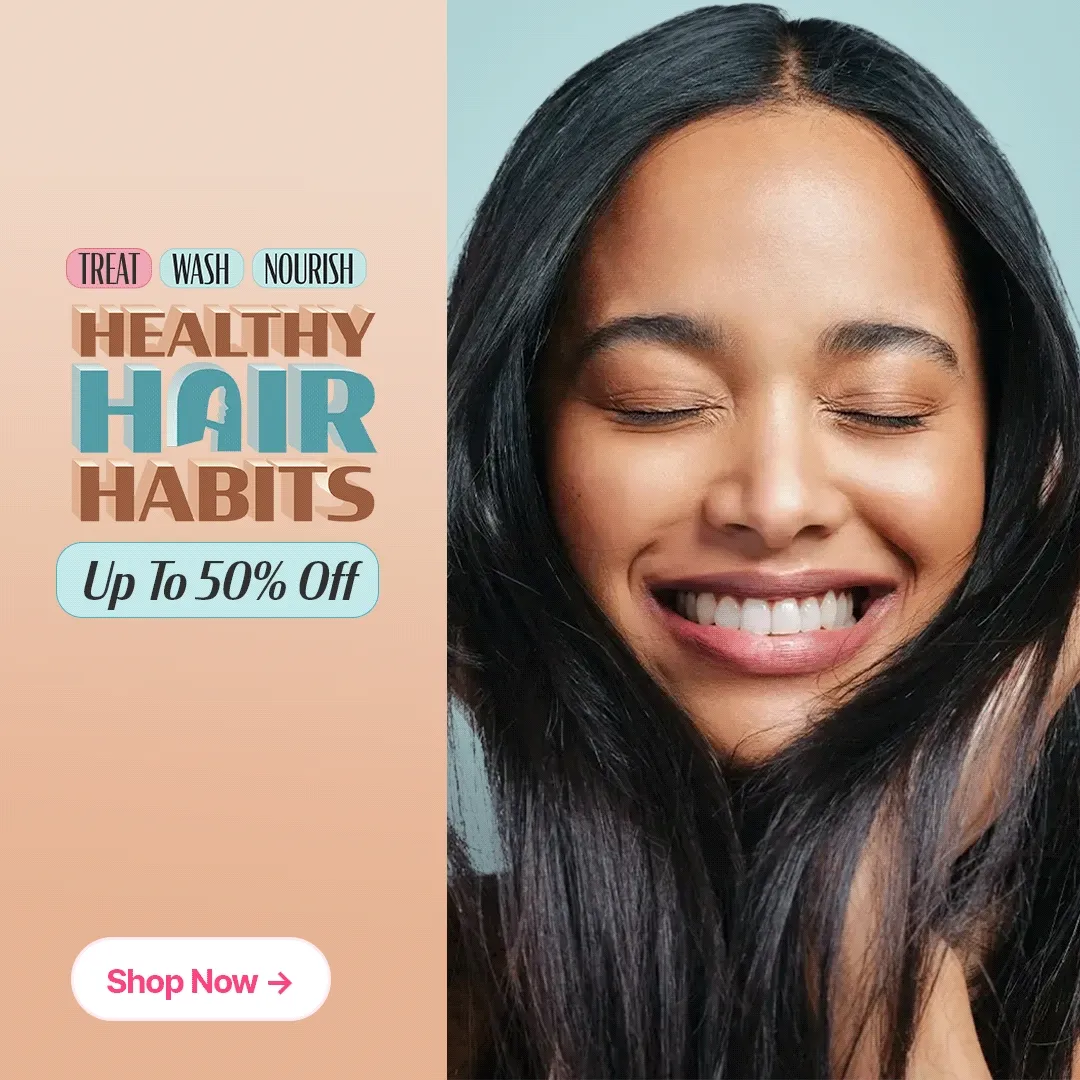 TREAT WASH NOURISH
HEALTHY
HAIR
HABITS
Up To 50% Off
Shop Now →